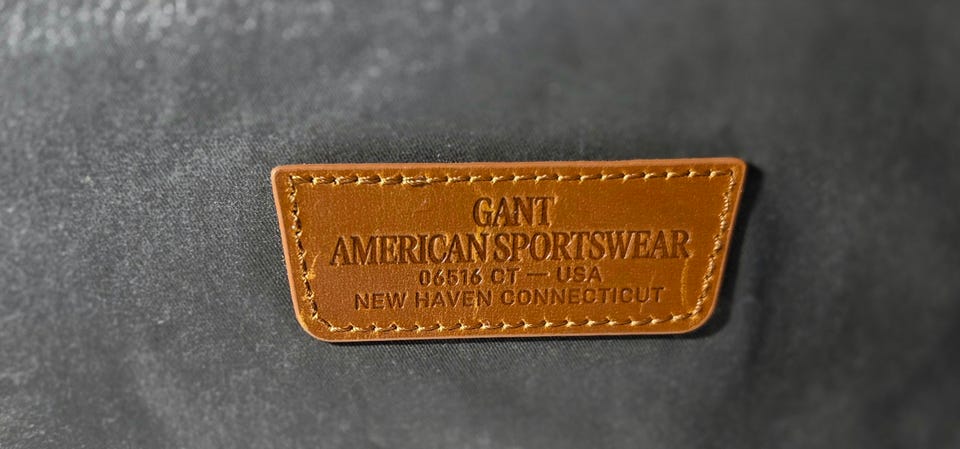 GANT
AMERICAN SPORTSWEAR
06516 CT — USA
NEW HAVEN CONNECTICUT